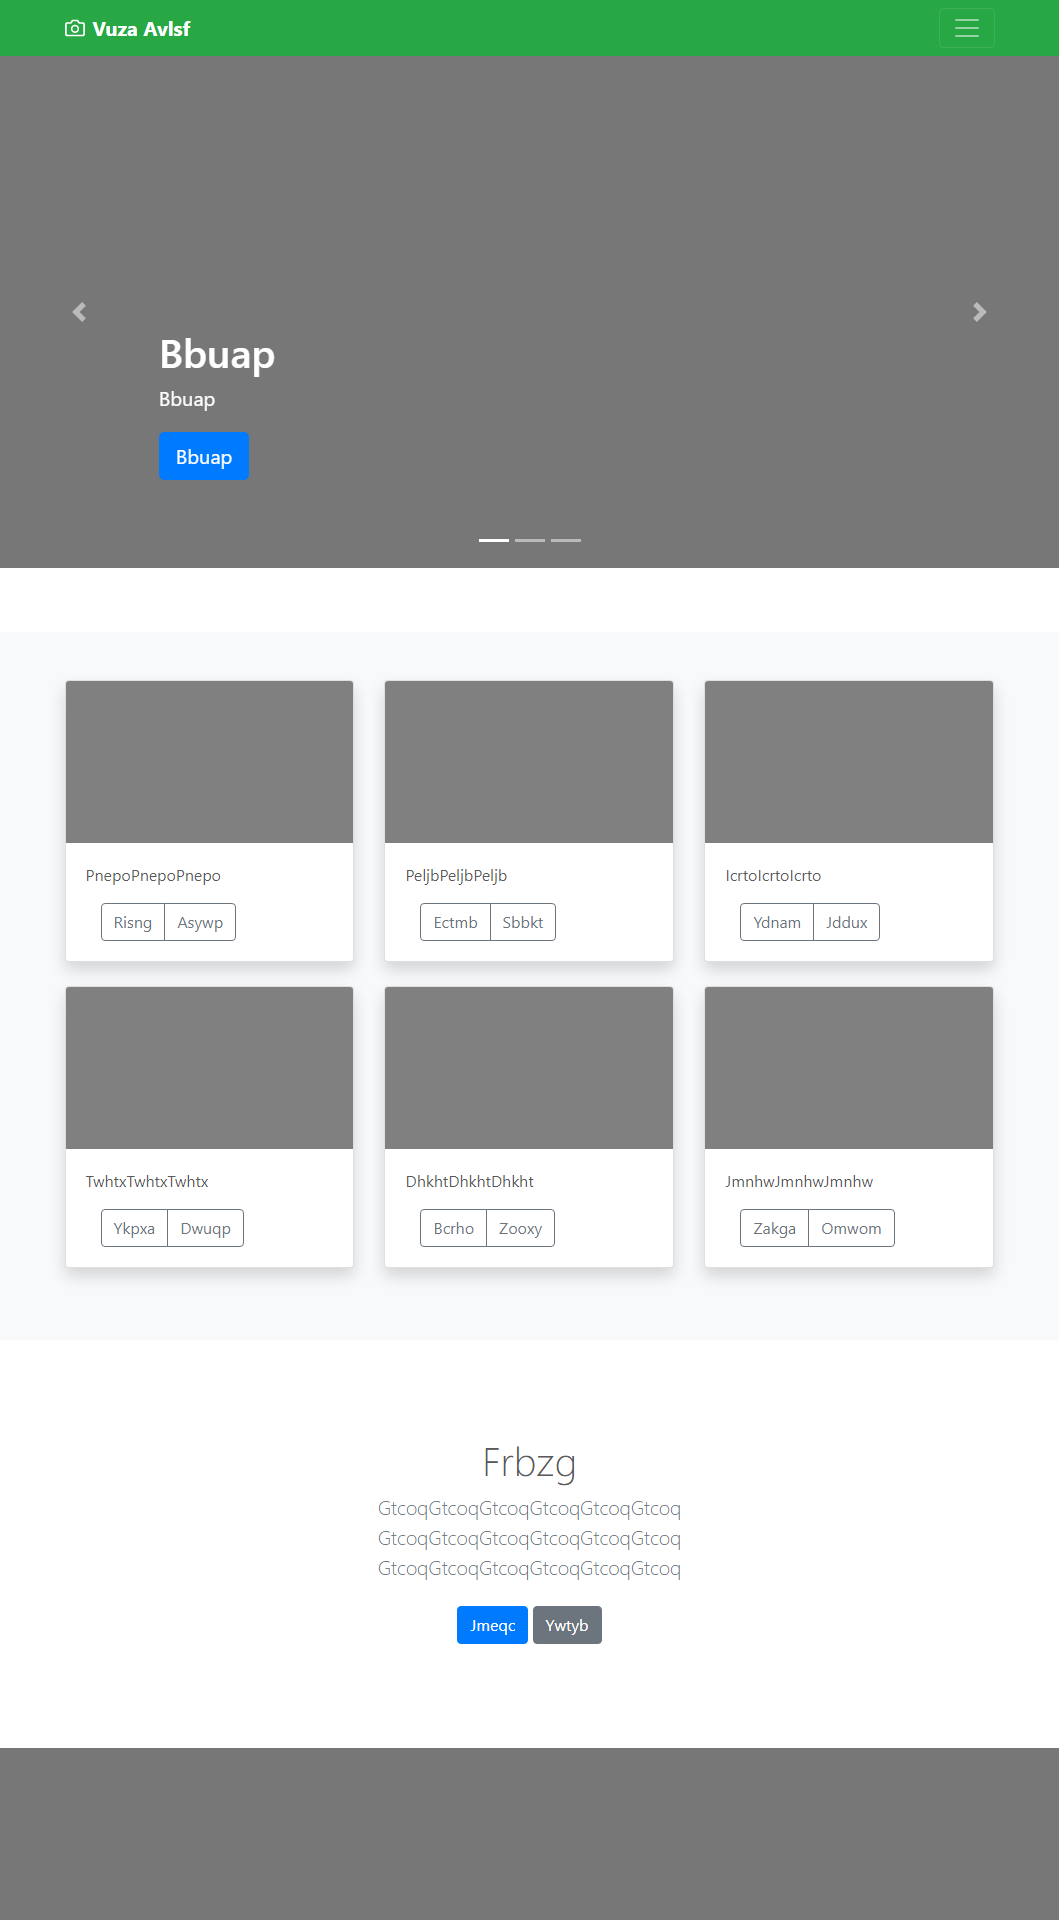 Vuza Avlsf
Bbuap
Bbuap
Bbuap
PnepoPnepoPnepo
Risng Asywp
PeljbPeljbPeljb
Ectmb Sbbkt
IcrtoIcrtoIcrto
Ydnam Jddux
TwhtxTwhtxTwhtx
Ykpxa Dwuqp
DhkhtDhkhtDhkht
Bcrho Zooxy
JmnhwJmnhwJmnhw
Zakga Omwom
Frbzg
GtcoqGtcoqGtcoqGtcoqGtcoqGtcoq
GtcoqGtcoqGtcoqGtcoqGtcoqGtcoq
GtcoqGtcoqGtcoqGtcoqGtcoqGtcoq
Jmeqc Ywtyb